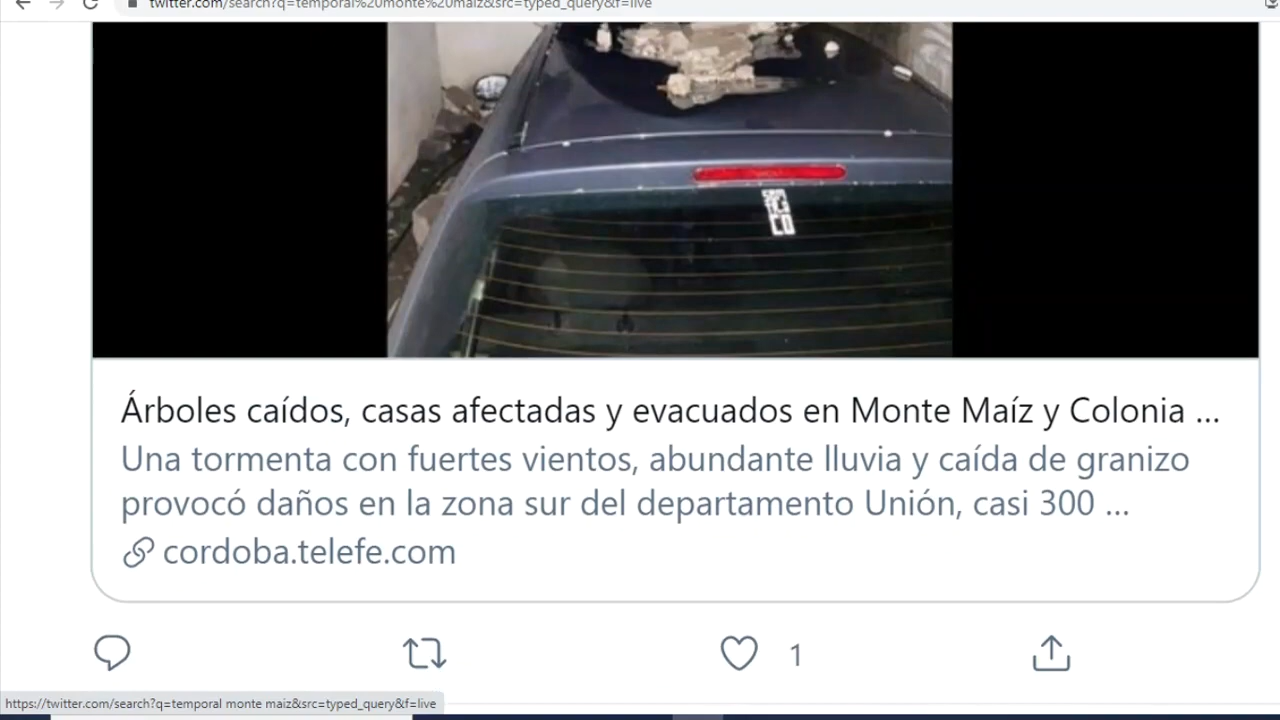 twitter.com/search?q=temporal%20monte%20maiz&src=typed_query&f=live
Árboles caídos, casas afectadas y evacuados en Monte Maíz y Colonia ...
Una tormenta con fuertes vientos, abundante lluvia y caída de granizo
provocó daños en la zona sur del departamento Unión, casi 300 ...
cordoba.telefe.com
1
https://twitter.com/search?q=temporal monte maiz&src=typed_query&f=live